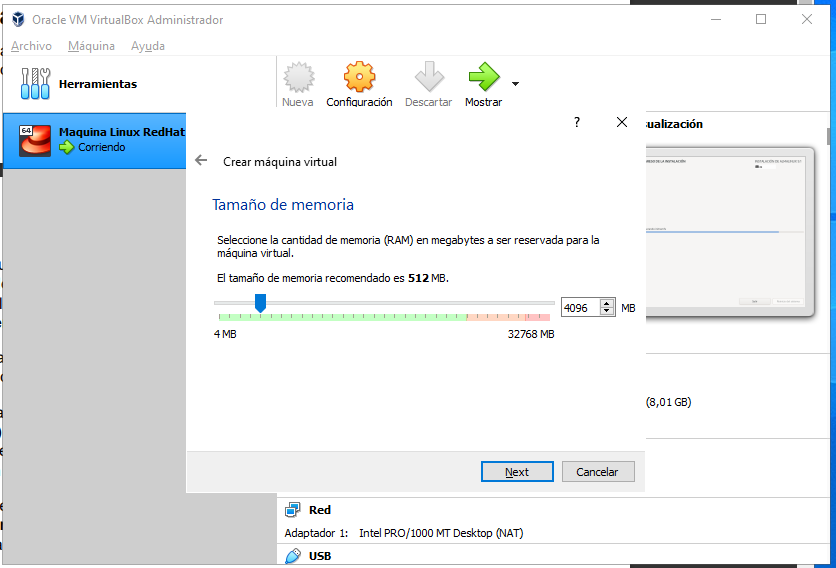 Oracle VM VirtualBox Administrador
Archivo Máquina Ayuda
Herramientas
Nueva Configuración Descartar Mostrar
64
Maquina Linux RedHat
Corriendo
ualización
?
Crear máquina virtual
Tamaño de memoria
Seleccione la cantidad de memoria (RAM) en megabytes a ser reservada para la
máquina virtual.
El tamaño de memoria recomendado es 512 MB.
4096 MB
4 MB 32768 MB
(8,01 GB)
Next Cancelar
Red
Adaptador 1: Intel PRO/1000 MT Desktop (NAT)
USB